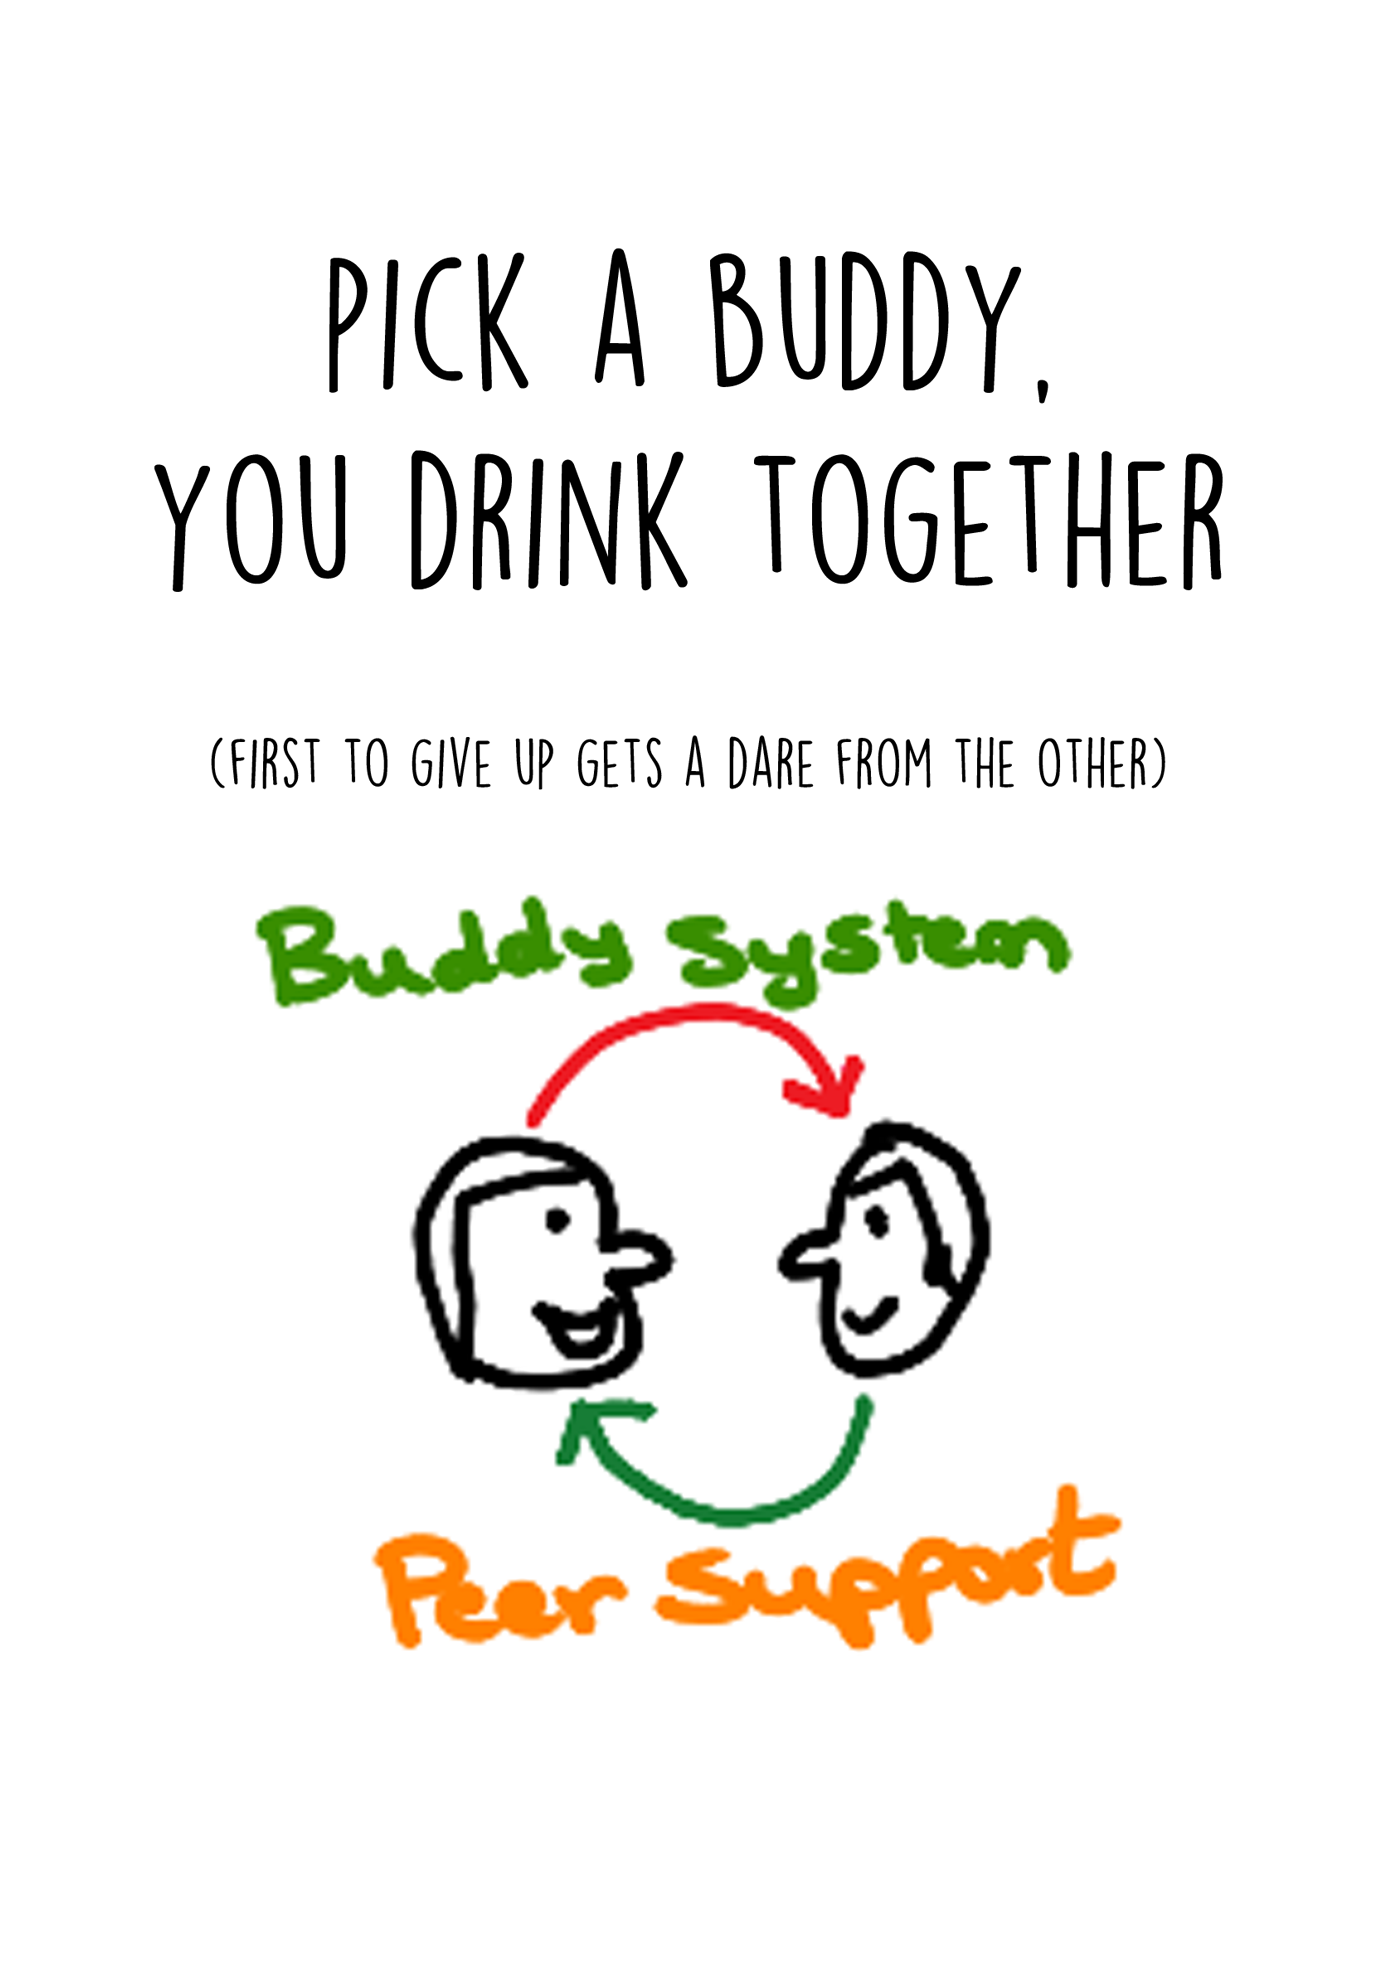 PICK A BUDDY,
YOU DRINK TOGETHER
(FIRST TO GIVE UP GETS A DARE FROM THE OTHER)
Buddy System
Peer Support